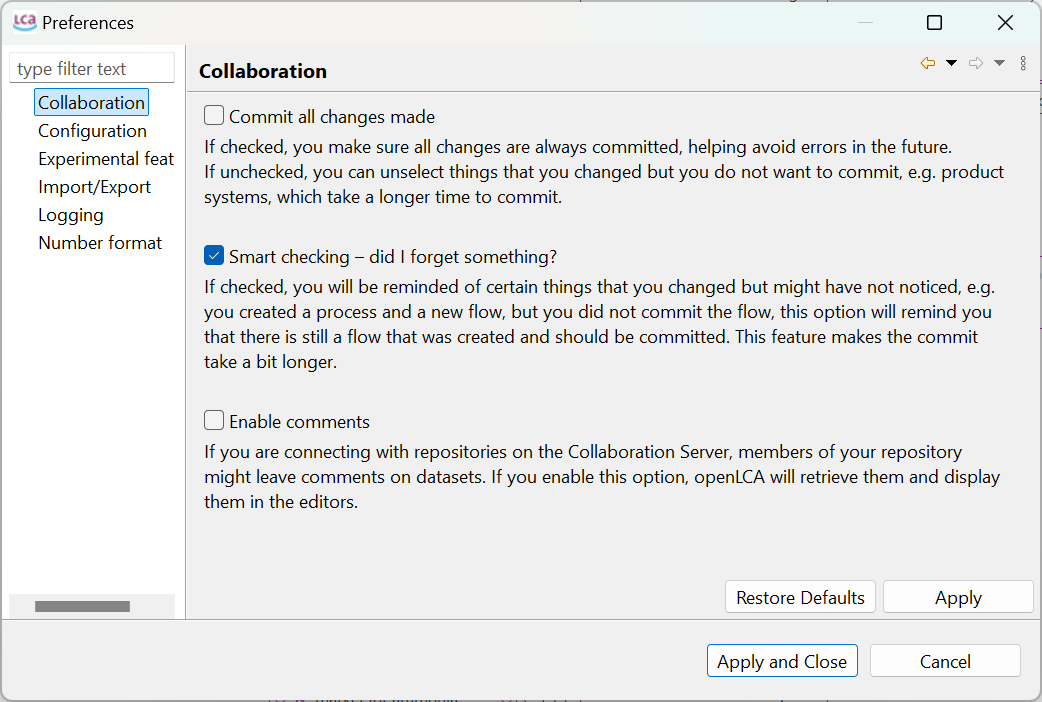 LCA Preferences
type filter text
Collaboration
Configuration
Experimental feat
Import/Export
Logging
Number format
Collaboration
Commit all changes made
If checked, you make sure all changes are always committed, helping avoid errors in the future.
If unchecked, you can unselect things that you changed but you do not want to commit, e.g. product
systems, which take a longer time to commit.
Smart checking – did I forget something?
If checked, you will be reminded of certain things that you changed but might have not noticed, e.g.
you created a process and a new flow, but you did not commit the flow, this option will remind you
that there is still a flow that was created and should be committed. This feature makes the commit
take a bit longer.
Enable comments
If you are connecting with repositories on the Collaboration Server, members of your repository
might leave comments on datasets. If you enable this option, openLCA will retrieve them and display
them in the editors.
Restore Defaults
Apply
Apply and Close
Cancel